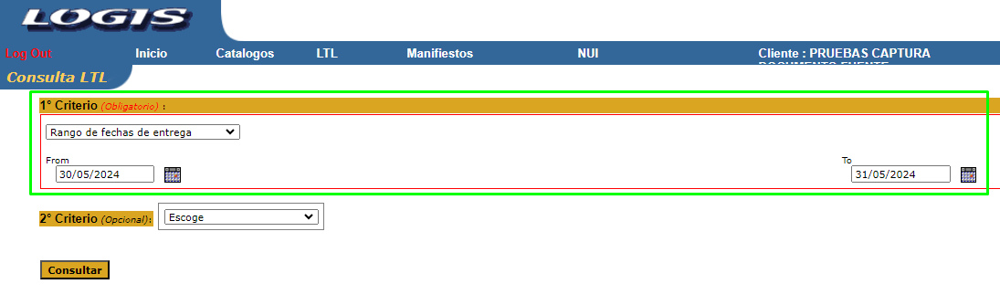 LOGIS
Log Out Inicio Catalogos LTL Manifiestos NUI Cliente : PRUEBAS CAPTURA
DOCUMENTO FUENTE
Consulta LTL
1° Criterio (Obligatorio) :
Rango de fechas de entrega
From To
30/05/2024 31/05/2024
2° Criterio (Opcional):
Escoge
Consultar